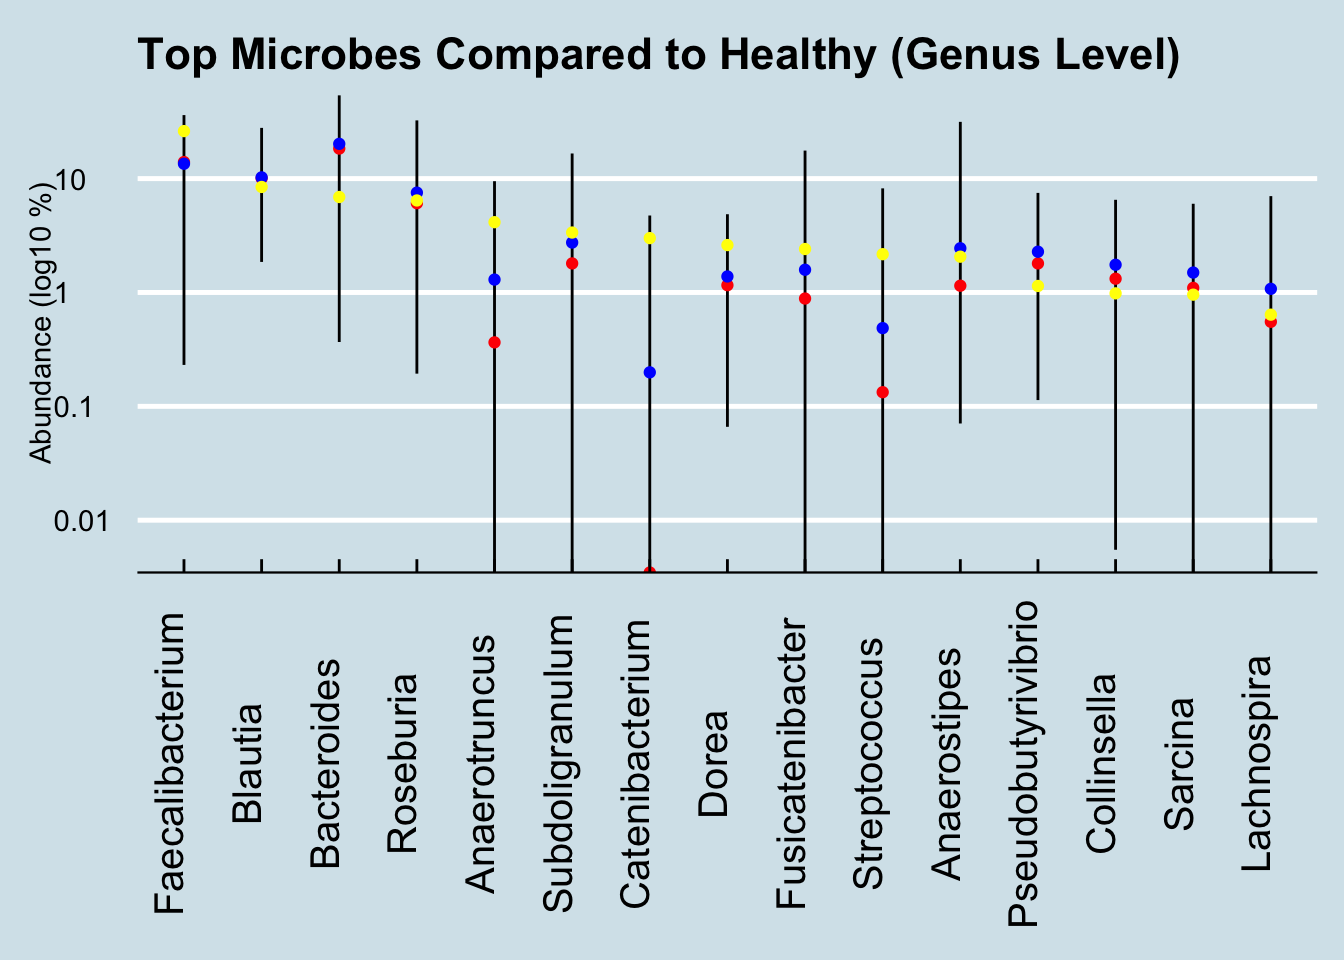 Top Microbes Compared to Healthy (Genus Level)
Abundance (log10 %)
10
1
0.1
0.01
Faecalibacterium
Blautia
Bacteroides
Roseburia
Anaerotruncus
Subdoligranulum
Catenibacterium
Dorea
Fusicatenibacter
Streptococcus
Anaerostipes
Pseudobutyrivibrio
Collinsella
Sarcina
Lachnospira